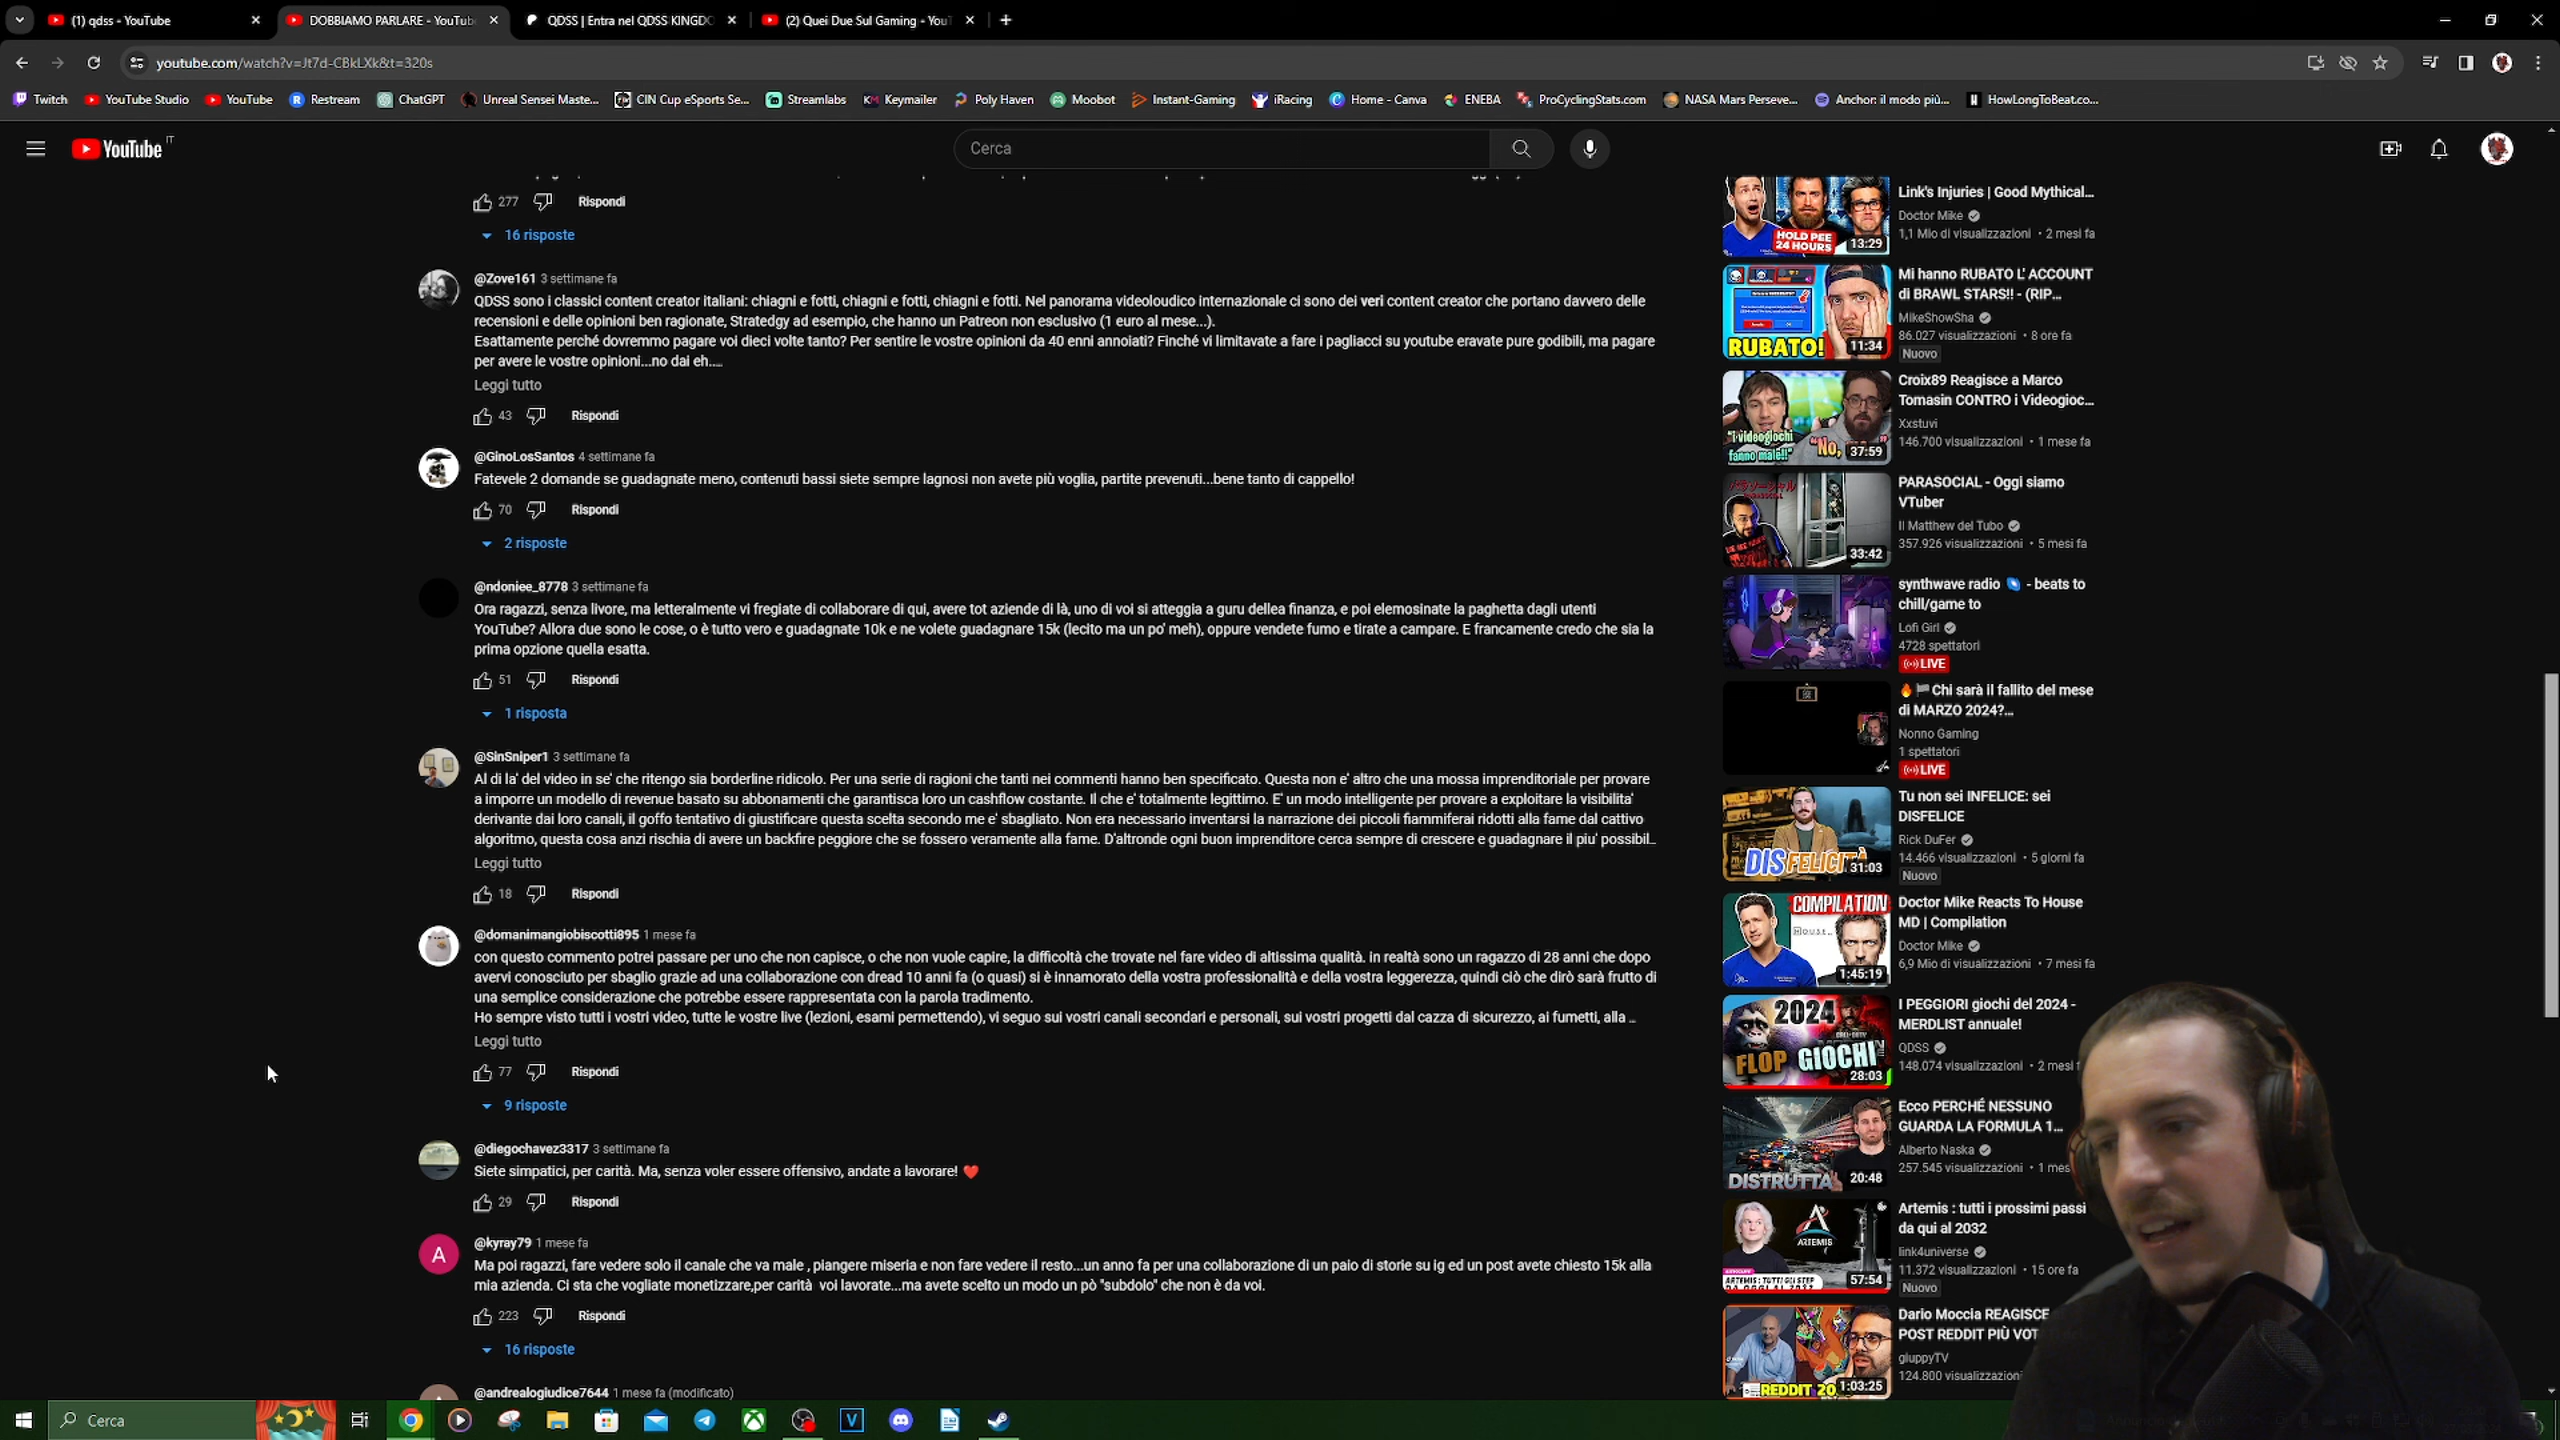 (1) qdss - YouTube
DOBBIAMO PARLARE - YouTub
QDSS | Entra nel QDSS KINGDO
(2) Quei Due Sul Gaming - You
youtube.com/watch?v=Jt7d-CBkLXk&t=320s
Twitch YouTube Studio YouTube Restream ChatGPT Unreal Sensei Maste... CIN Cup eSports Se... Streamlabs Keymailer Poly Haven Moobot Instant-Gaming iRacing Home - Canva ENEBA ProCyclingStats.com NASA Mars Perseve... Anchor: il modo più... HowLongToBeat.co...
YouTube IT
Cerca
277 Rispondi
16 risposte
@Zove161 3 settimane fa
QDSS sono i classici content creator italiani: chiagni e fotti, chiagni e fotti, chiagni e fotti. Nel panorama videoloudico internazionale ci sono dei veri content creator che portano davvero delle
recensioni e delle opinioni ben ragionate, Stratedgy ad esempio, che hanno un Patreon non esclusivo (1 euro al mese...).
Esattamente perché dovremmo pagare voi dieci volte tanto? Per sentire le vostre opinioni da 40 enni annoiati? Finché vi limitavate a fare i pagliacci su youtube eravate pure godibili, ma pagare
per avere le vostre opinioni...no dai eh....
Leggi tutto
43 Rispondi
@GinoLosSantos 4 settimane fa
Fatevele 2 domande se guadagnate meno, contenuti bassi siete sempre lagnosi non avete più voglia, partite prevenuti...bene tanto di cappello!
70 Rispondi
2 risposte
@ndoniee_8778 3 settimane fa
Ora ragazzi, senza livore, ma letteralmente vi fregiate di collaborare di qui, avere tot aziende di là, uno di voi si atteggia a guru dellea finanza, e poi elemosinate la paghetta dagli utenti
YouTube? Allora due sono le cose, o è tutto vero e guadagnate 10k e ne volete guadagnare 15k (lecito ma un po' meh), oppure vendete fumo e tirate a campare. E francamente credo che sia la
prima opzione quella esatta.
51 Rispondi
1 risposta
@SinSniper1 3 settimane fa
Al di la' del video in se' che ritengo sia borderline ridicolo. Per una serie di ragioni che tanti nei commenti hanno ben specificato. Questa non e' altro che una mossa imprenditoriale per provare
a imporre un modello di revenue basato su abbonamenti che garantisca loro un cashflow costante. Il che e' totalmente legittimo. E' un modo intelligente per provare a exploitare la visibilita'
derivante dai loro canali, il goffo tentativo di giustificare questa scelta secondo me e' sbagliato. Non era necessario inventarsi la narrazione dei piccoli fiammiferai ridotti alla fame dal cattivo
algoritmo, questa cosa anzi rischia di avere un backfire peggiore che se fossero veramente alla fame. D'altronde ogni buon imprenditore cerca sempre di crescere e guadagnare il piu' possibil...
Leggi tutto
18 Rispondi
@domanimangiobiscotti895 1 mese fa
con questo commento potrei passare per uno che non capisce, o che non vuole capire, la difficoltà che trovate nel fare video di altissima qualità. in realtà sono un ragazzo di 28 anni che dopo
avervi conosciuto per sbaglio grazie ad una collaborazione con dread 10 anni fa (o quasi) si è innamorato della vostra professionalità e della vostra leggerezza, quindi ciò che dirò sarà frutto di
una semplice considerazione che potrebbe essere rappresentata con la parola tradimento.
Ho sempre visto tutti i vostri video, tutte le vostre live (lezioni, esami permettendo), vi seguo sui vostri canali secondari e personali, sui vostri progetti dal cazza di sicurezzo, ai fumetti, alla ...
Leggi tutto
77 Rispondi
9 risposte
@diegochavez3317 3 settimane fa
Siete simpatici, per carità. Ma, senza voler essere offensivo, andate a lavorare! ❤️
29 Rispondi
A
@kyray79 1 mese fa
Ma poi ragazzi, fare vedere solo il canale che va male , piangere miseria e non fare vedere il resto...un anno fa per una collaborazione di un paio di storie su ig ed un post avete chiesto 15k alla
mia azienda. Ci sta che vogliate monetizzare,per carità voi lavorate...ma avete scelto un modo un pò "subdolo" che non è da voi.
223 Rispondi
16 risposte
@andrealogiudice7644 1 mese fa (modificato)
HOLD PEE
24 HOURS
13:29
Link's Injuries | Good Mythical...
Doctor Mike
1,1 Mio di visualizzazioni • 2 mesi fa
RUBATO!
11:34
Mi hanno RUBATO L' ACCOUNT
di BRAWL STARS!! - (RIP...
MikeShowSha
86.027 visualizzazioni • 8 ore fa
Nuovo
"i videogiochi
fanno male!!"
"No,
37:59
Croix89 Reagisce a Marco
Tomasin CONTRO i Videogioc...
Xxstuvi
146.700 visualizzazioni • 1 mese fa
33:42
PARASOCIAL - Oggi siamo
VTuber
Il Matthew del Tubo
357.926 visualizzazioni • 5 mesi fa
synthwave radio 🌌 - beats to
chill/game to
Lofi Girl
4728 spettatori
LIVE
🔥🏴Chi sarà il fallito del mese
di MARZO 2024?...
Nonno Gaming
1 spettatori
LIVE
DISFELICITÀ
31:03
Tu non sei INFELICE: sei
DISFELICE
Rick DuFer
14.466 visualizzazioni • 5 giorni fa
Nuovo
COMPILATION
HOUSE
1:45:19
Doctor Mike Reacts To House
MD | Compilation
Doctor Mike
6,9 Mio di visualizzazioni • 7 mesi fa
2024
FLOP GIOCHI
28:03
I PEGGIORI giochi del 2024 -
MERDLIST annuale!
QDSS
148.074 visualizzazioni • 2 mesi
DISTRUTTA
20:48
Ecco PERCHÉ NESSUNO
GUARDA LA FORMULA 1...
Alberto Naska
257.545 visualizzazioni • 1 mes
ARTEMIS
57:54
Artemis : tutti i prossimi passi
da qui al 2032
link4universe
11.372 visualizzazioni • 15 ore fa
Nuovo
REDDIT 20
1:03:25
Dario Moccia REAGISCE
POST REDDIT PIÙ VOT
giuppyTV
124.800 visualizzazioni
Cerca